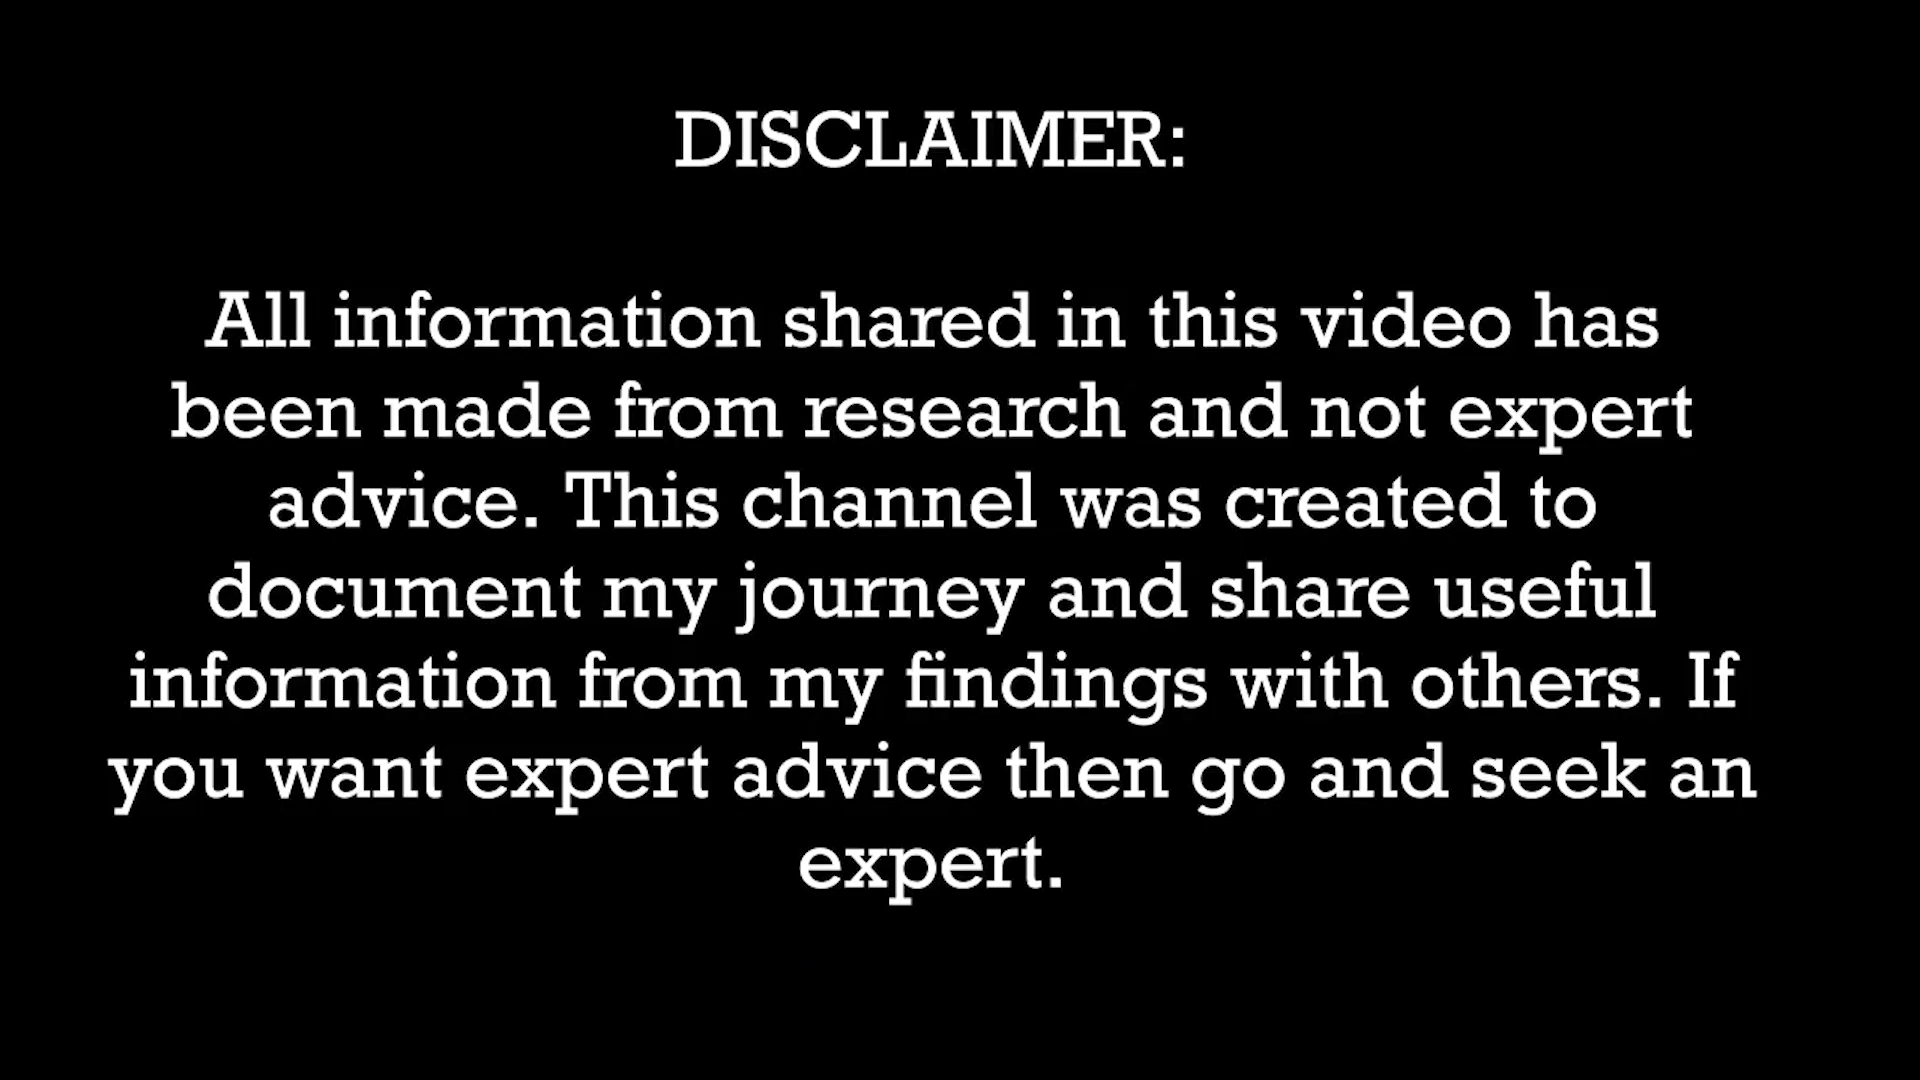 DISCLAIMER:
All information shared in this video has
been made from research and not expert
advice. This channel was created to
document my journey and share useful
information from my findings with others. If
you want expert advice then go and seek an
expert.